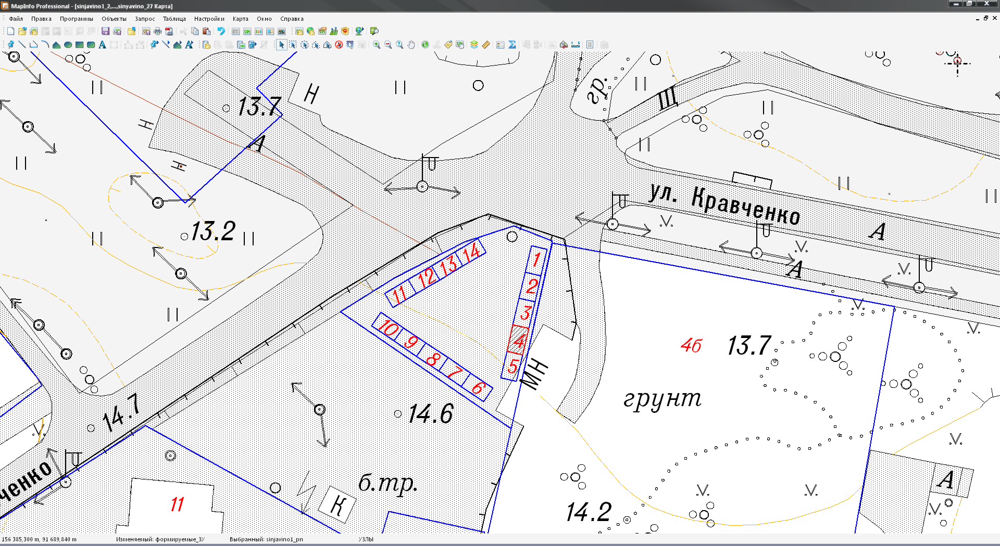 MapInfo Professional - [sinjavino1_2,...,sinyavino_27 Карта]
Файл Правка Программы Объекты Запрос Таблица Настройки Карта Окно Справка
13.7
Н
гр.
Щ
Н
А
Н
ул. Кравченко
А
13.2
А
14
13
12
11
1
2
3
4
5
10
9
8
7
6
МН
4б
13.7
грунт
14.7
14.6
ченко
б.тр.
А
11
К
14.2
156 385,300 m, 91 689,840 m Изменяемый: формируемые_ЗУ Выбранный: sinjavino1_pn УЗЛЫ